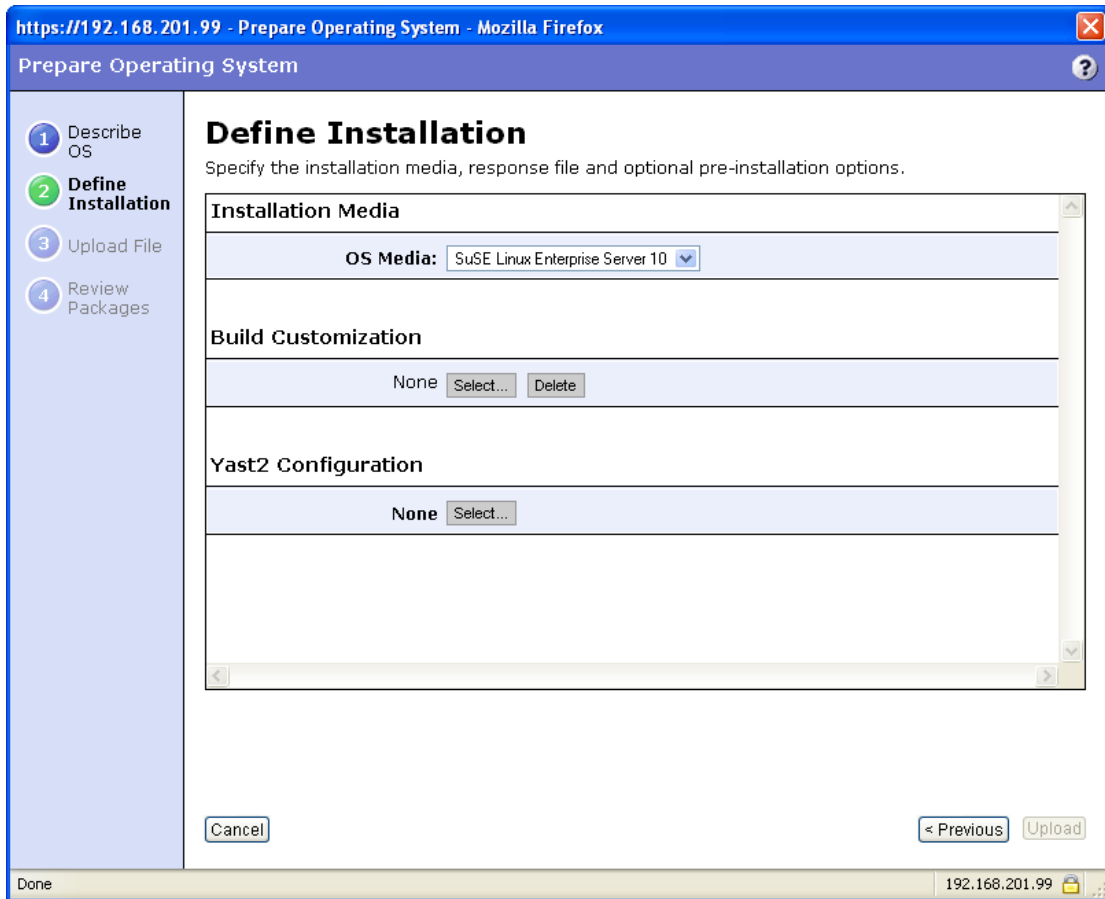 https://192.168.201.99 - Prepare Operating System - Mozilla Firefox
Prepare Operating System
?
1 Describe
OS
2 Define
Installation
3 Upload File
4 Review
Packages
Define Installation
Specify the installation media, response file and optional pre-installation options.
Installation Media
OS Media: SuSE Linux Enterprise Server 10
Build Customization
None Select... Delete
Yast2 Configuration
None Select...
Cancel
< Previous Upload
Done
192.168.201.99